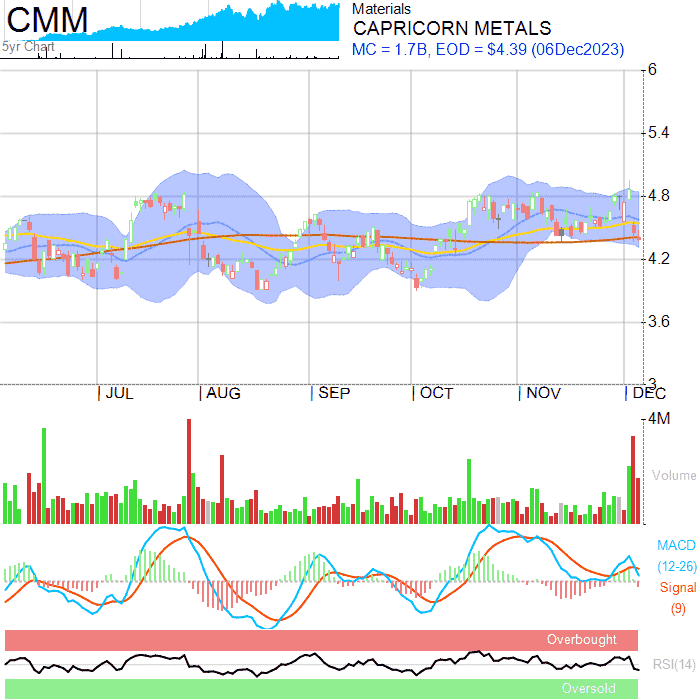 CMM
5yr Chart
Materials
CAPRICORN METALS
MC = 1.7B, EOD = $4.39 (06Dec2023)
6
5.4
4.8
4.2
3.6
3
JUL
AUG
SEP
OCT
NOV
DEC
4M
Volume
MACD
(12-26)
Signal
(9)
Overbought
RSI(14)
Oversold